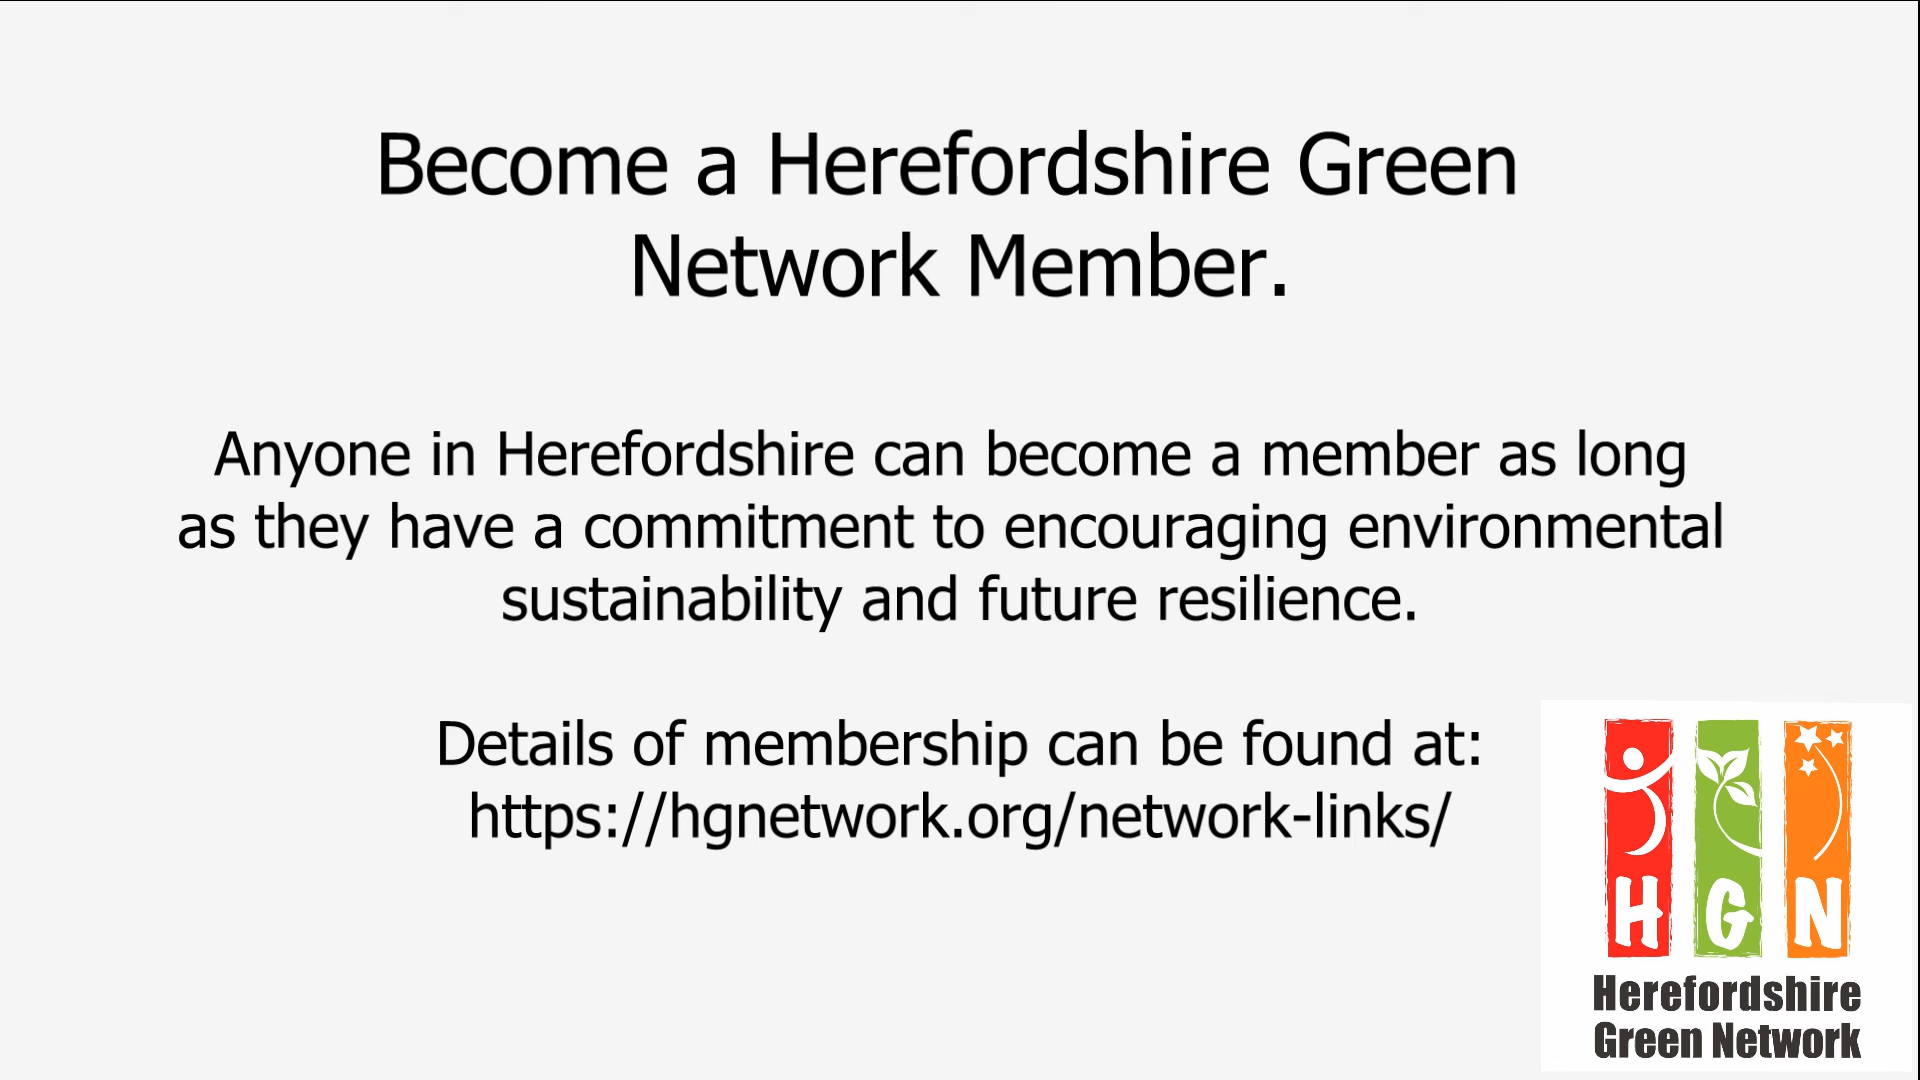 Become a Herefordshire Green
Network Member.
Anyone in Herefordshire can become a member as long
as they have a commitment to encouraging environmental
sustainability and future resilience.
Details of membership can be found at:
https://hgnetwork.org/network-links/
H G N
Herefordshire
Green Network